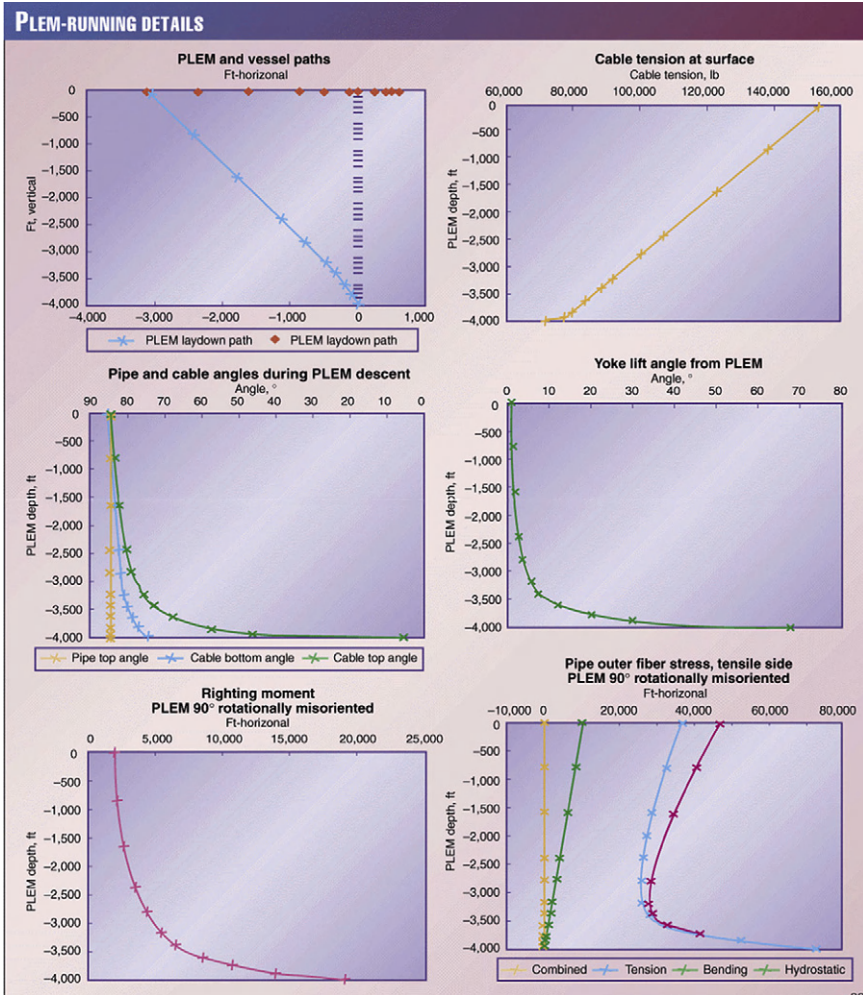 PLEM-RUNNING DETAILS
PLEM and vessel paths
Ft-horizonal
0
-500
-1,000
-1,500
-2,000
-2,500
-3,000
-3,500
-4,000
Ft, vertical
-4,000 -3,000 -2,000 -1,000 0 1,000
PLEM laydown path PLEM laydown path
Cable tension at surface
Cable tension, lb
60,000 80,000 100,000 120,000 140,000 160,000
0
-500
-1,000
-1,500
-2,000
-2,500
-3,000
-3,500
-4,000
PLEM depth, ft
Pipe and cable angles during PLEM descent
Angle, °
90 80 70 60 50 40 30 20 10 0
0
-500
-1,000
-1,500
-2,000
-2,500
-3,000
-3,500
-4,000
PLEM depth, ft
Pipe top angle Cable bottom angle Cable top angle
Yoke lift angle from PLEM
Angle, °
0 10 20 30 40 50 60 70 80
0
-500
-1,000
-1,500
-2,000
-2,500
-3,000
-3,500
-4,000
PLEM depth, ft
Righting moment
PLEM 90° rotationally misoriented
Ft-horizonal
0 5,000 10,000 15,000 20,000 25,000
0
-500
-1,000
-1,500
-2,000
-2,500
-3,000
-3,500
-4,000
PLEM depth, ft
Pipe outer fiber stress, tensile side
PLEM 90° rotationally misoriented
Ft-horizonal
-10,000 0 20,000 40,000 60,000 80,000
0
-500
-1,000
-1,500
-2,000
-2,500
-3,000
-3,500
-4,000
PLEM depth, ft
Combined Tension Bending Hydrostatic